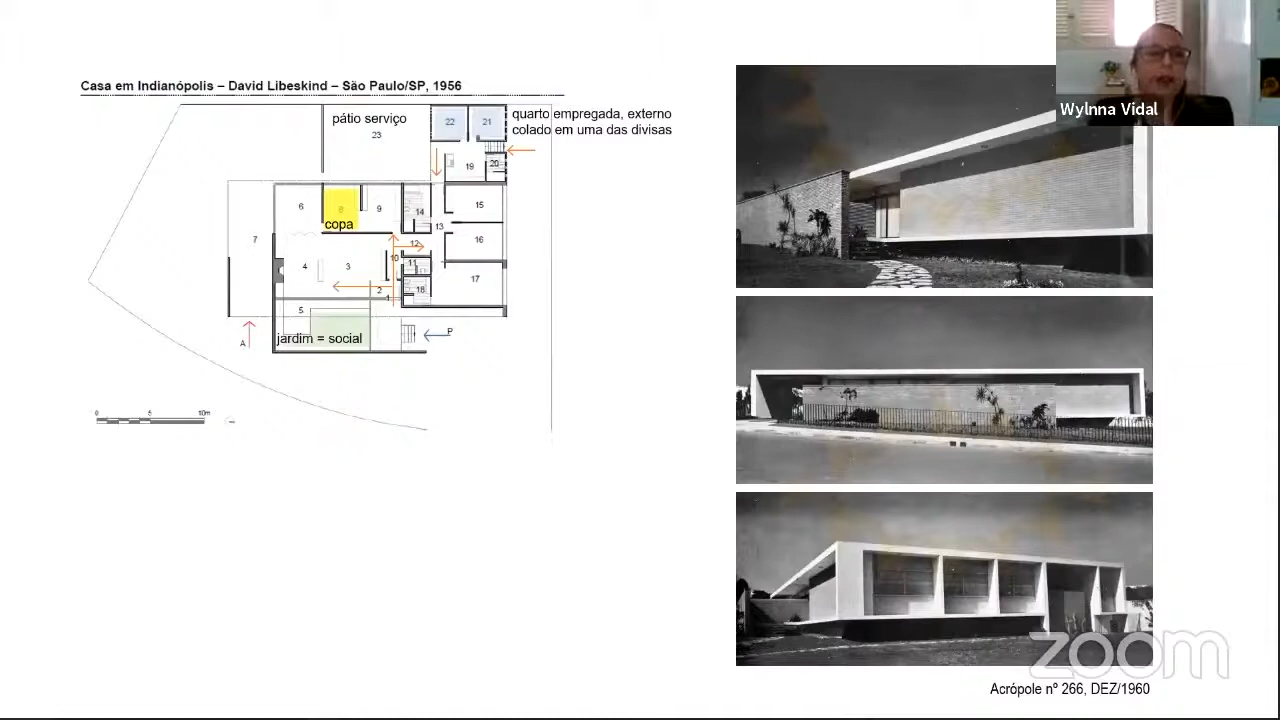 Wylnna Vidal
Casa em Indianópolis – David Libeskind – São Paulo/SP, 1956
pátio serviço
23
22
21
quarto empregada, externo
colado em uma das divisas
19
20
6
8
9
14
15
copa
13
7
12
16
4
3
10
11
17
2
18
1
5
jardim = social
A
P
0
5
10m
zoom
Acrópole nº 266, DEZ/1960